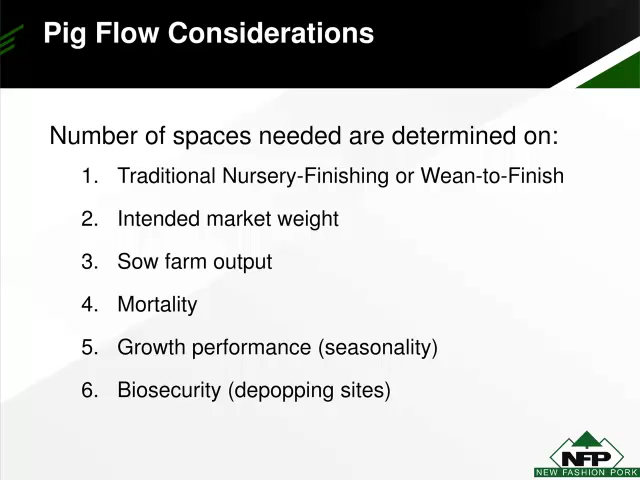 Pig Flow Considerations
Number of spaces needed are determined on:
1. Traditional Nursery-Finishing or Wean-to-Finish
2. Intended market weight
3. Sow farm output
4. Mortality
5. Growth performance (seasonality)
6. Biosecurity (depopping sites)
NFP
NEW FASHION PORK